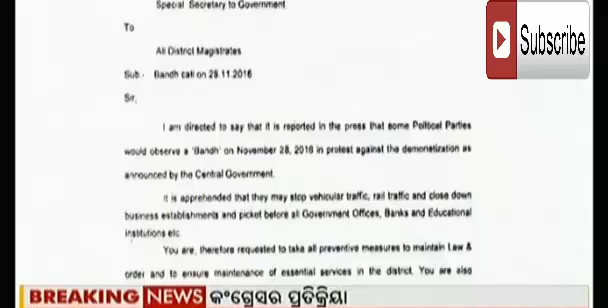 Special Secretary to Government
To
All District Magistrates
Sub - Bandh call on 28.11.2016
Sir,
I am directed to say that it is reported in the press that some Political Parties
would observe a 'Bandh' on November 28, 2016 in protest against the demonetization as
announced by the Central Government.
It is apprehended that they may stop vehicular traffic, rail traffic and close down
business establishments and picket before all Government Offices, Banks and Educational
Institutions etc.
You are, therefore requested to take all preventive measures to maintain Law &
order and to ensure maintenance of essential services in the district. You are also
Subscribe
BREAKING NEWS କଂଗ୍ରେସର ପ୍ରତିକ୍ରିୟା